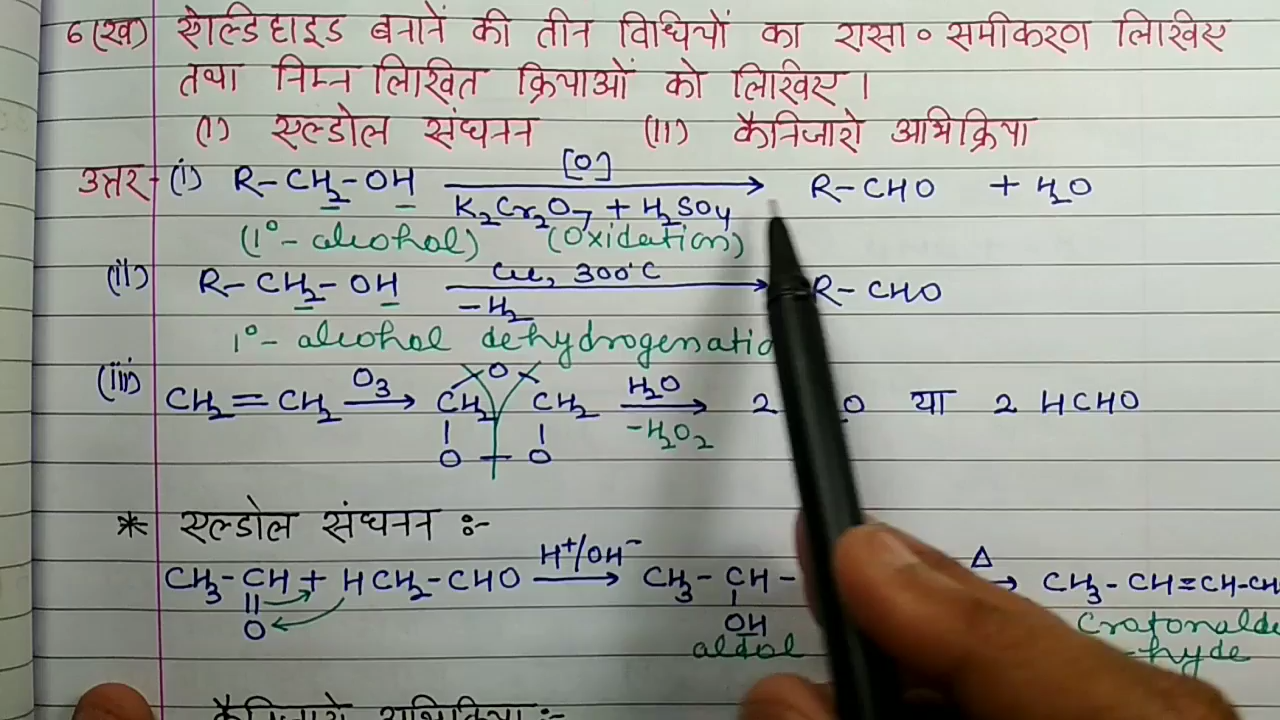 6 (ख) ऐल्डिहाइड बनाने की तीन विधियों का रासा॰ समीकरण लिखिए
तथा निम्न लिखित क्रियाओं को लिखिए।
(I) एल्डोल संघनन (II) कैनिजारो अभिक्रिया
उत्तर- (i) R-CH₂-OH [O] K₂Cr₂O₇ + H₂SO₄ → R-CHO + H₂O
(1°- alcohol) (Oxidation)
(ii) R- CH₂- OH Cu, 300°C -H₂ → R- CHO
1°- alcohol dehydrogenatio
(iii) CH₂=CH₂ O₃ → CH₂ O CH₂ H₂O -H₂O₂ → 2 O या 2 HCHO
O - O
* एल्डोल संघनन :-
CH₃-CH + HCH₂-CHO H⁺/OH⁻ → CH₃- CH - Δ → CH₃- CH=CH-CH
O OH Cratonalde
aldol -hyde
कैनिजारो अभिक्रिया:-